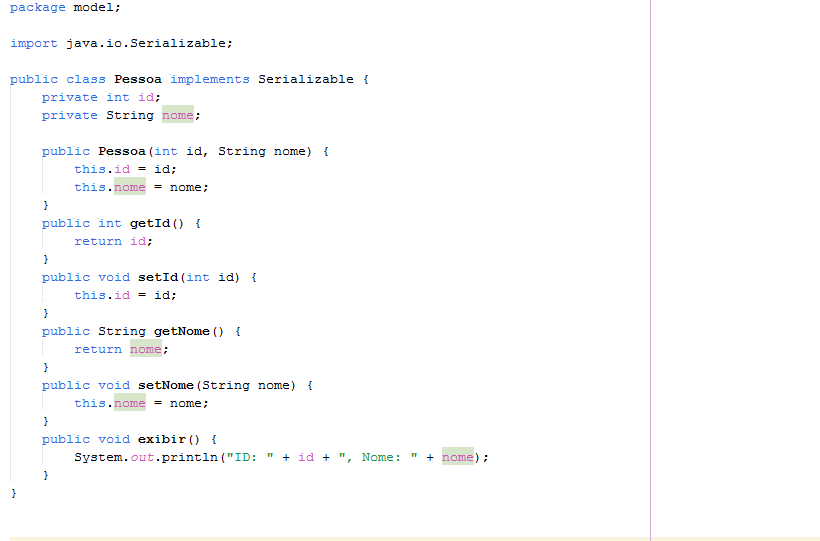 package model;
import java.io.Serializable;
public class Pessoa implements Serializable {
private int id;
private String nome;
public Pessoa(int id, String nome) {
this.id = id;
this.nome = nome;
}
public int getId() {
return id;
}
public void setId(int id) {
this.id = id;
}
public String getNome() {
return nome;
}
public void setNome(String nome) {
this.nome = nome;
}
public void exibir() {
System.out.println("ID: " + id + ", Nome: " + nome);
}
}